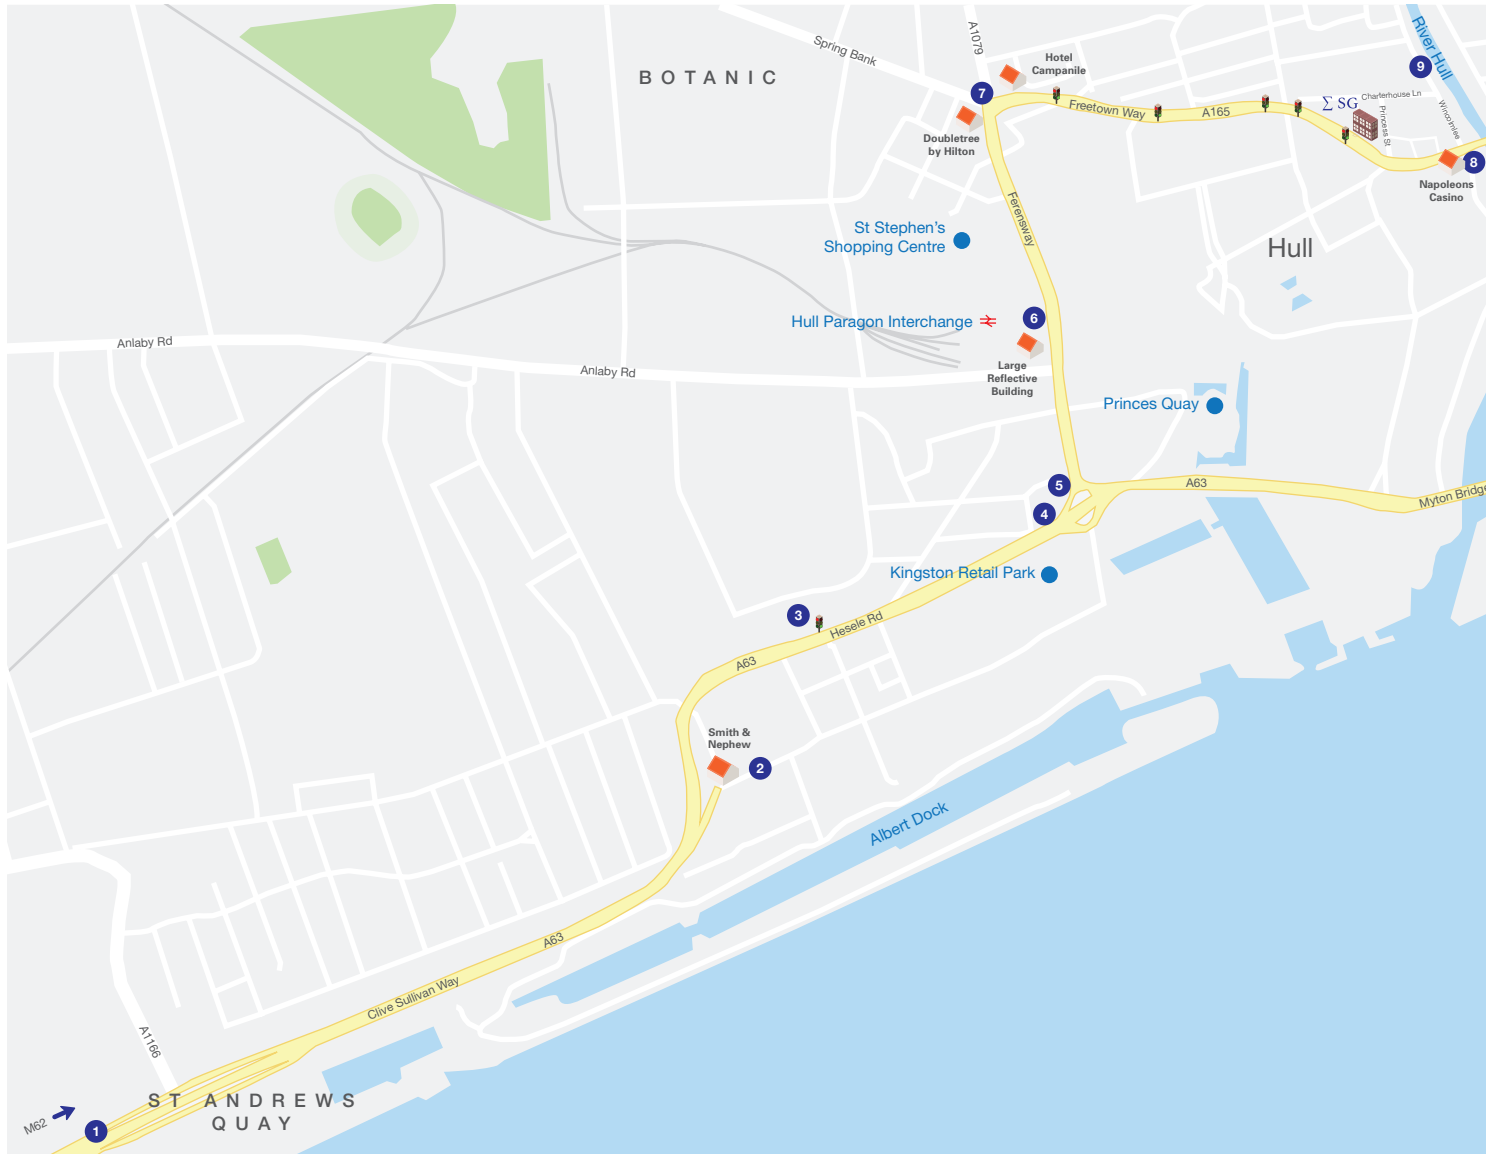 River Hull
A1079
Spring Bank
Hotel
Campanile
BOTANIC
9
7
Σ SG
Charterhouse Ln
Freetown Way
A165
Princess St
Wincolmlee
Doubletree
by Hilton
8
Napoleons
Casino
Ferensway
St Stephen's
Shopping Centre
Hull
Hull Paragon Interchange
6
Anlaby Rd
Anlaby Rd
Large
Reflective
Building
Princes Quay
5
A63
Myton Bridge
4
Kingston Retail Park
3
Hesele Rd
A63
Smith &
Nephew
2
Albert Dock
A63
Clive Sullivan Way
A1166
ST ANDREWS
QUAY
M62
1